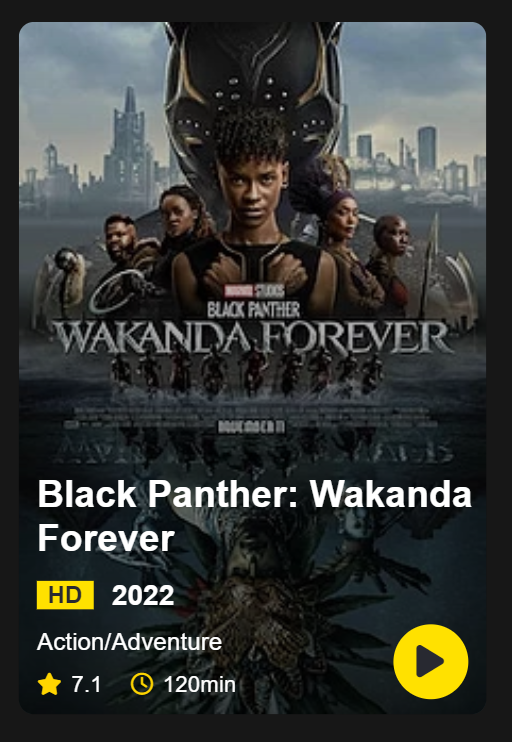 MARVEL STUDIOS
BLACK PANTHER
WAKANDA FOREVER
NOVEMBER 11
Black Panther: Wakanda
Forever
HD 2022
Action/Adventure
7.1 120min